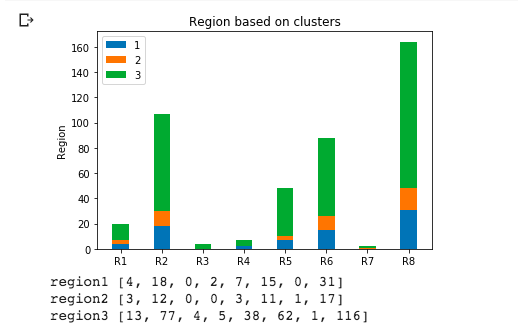 Region based on clusters
1
2
3
Region
160
140
120
100
80
60
40
20
0
R1 R2 R3 R4 R5 R6 R7 R8
region1 [4, 18, 0, 2, 7, 15, 0, 31]
region2 [3, 12, 0, 0, 3, 11, 1, 17]
region3 [13, 77, 4, 5, 38, 62, 1, 116]